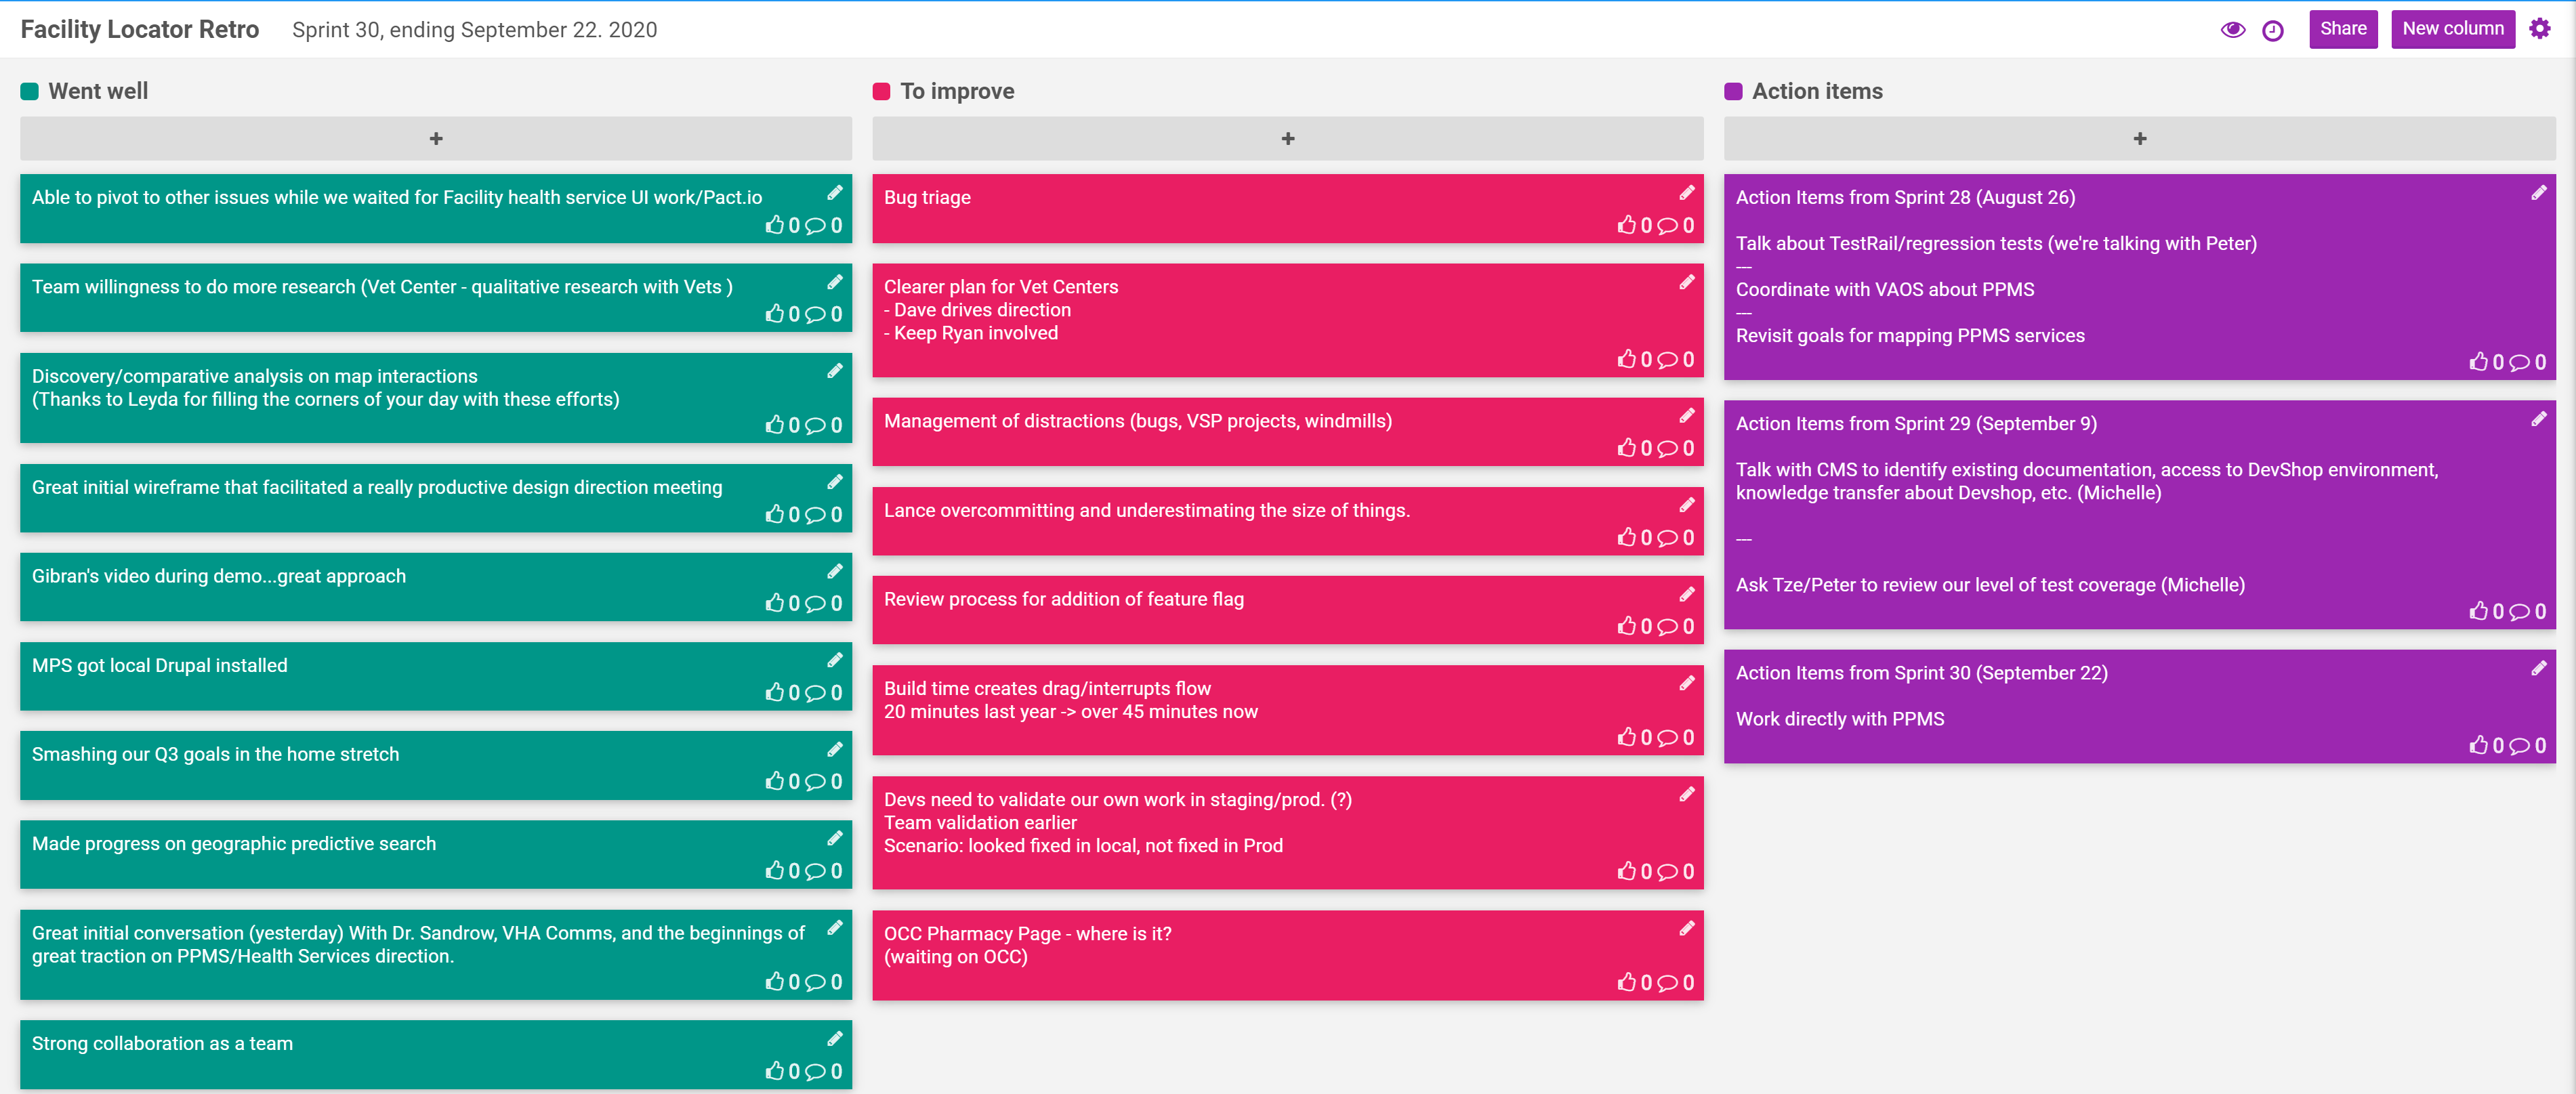 Facility Locator Retro
Sprint 30, ending September 22. 2020
Share
New column
Went well
+
Able to pivot to other issues while we waited for Facility health service UI work/Pact.io
0 0
Team willingness to do more research (Vet Center - qualitative research with Vets )
0 0
Discovery/comparative analysis on map interactions
(Thanks to Leyda for filling the corners of your day with these efforts)
0 0
Great initial wireframe that facilitated a really productive design direction meeting
0 0
Gibran's video during demo...great approach
0 0
MPS got local Drupal installed
0 0
Smashing our Q3 goals in the home stretch
0 0
Made progress on geographic predictive search
0 0
Great initial conversation (yesterday) With Dr. Sandrow, VHA Comms, and the beginnings of
great traction on PPMS/Health Services direction.
0 0
Strong collaboration as a team
0 0
To improve
+
Bug triage
0 0
Clearer plan for Vet Centers
- Dave drives direction
- Keep Ryan involved
0 0
Management of distractions (bugs, VSP projects, windmills)
0 0
Lance overcommitting and underestimating the size of things.
0 0
Review process for addition of feature flag
0 0
Build time creates drag/interrupts flow
20 minutes last year -> over 45 minutes now
0 0
Devs need to validate our own work in staging/prod. (?)
Team validation earlier
Scenario: looked fixed in local, not fixed in Prod
0 0
OCC Pharmacy Page - where is it?
(waiting on OCC)
0 0
Action items
+
Action Items from Sprint 28 (August 26)
Talk about TestRail/regression tests (we're talking with Peter)
---
Coordinate with VAOS about PPMS
---
Revisit goals for mapping PPMS services
0 0
Action Items from Sprint 29 (September 9)
Talk with CMS to identify existing documentation, access to DevShop environment,
knowledge transfer about Devshop, etc. (Michelle)
---
Ask Tze/Peter to review our level of test coverage (Michelle)
0 0
Action Items from Sprint 30 (September 22)
Work directly with PPMS
0 0